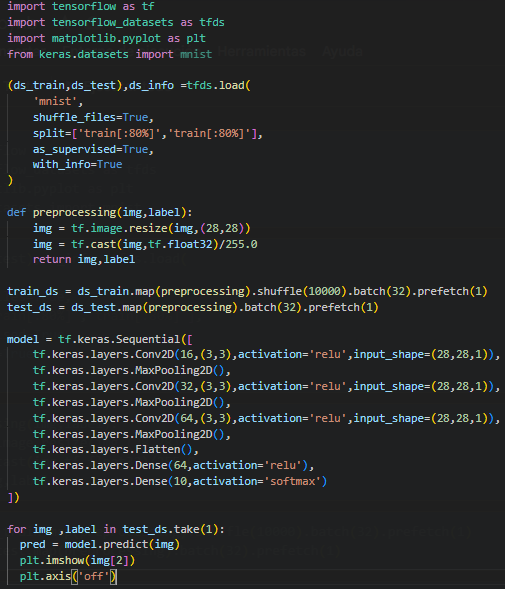 import tensorflow as tf
import tensorflow_datasets as tfds
import matplotlib.pyplot as plt
from keras.datasets import mnist
(ds_train,ds_test),ds_info =tfds.load(
    'mnist',
    shuffle_files=True,
    split=['train[:80%]','train[:80%]'],
    as_supervised=True,
    with_info=True
)
def preprocessing(img,label):
    img = tf.image.resize(img,(28,28))
    img = tf.cast(img,tf.float32)/255.0
    return img,label
train_ds = ds_train.map(preprocessing).shuffle(10000).batch(32).prefetch(1)
test_ds = ds_test.map(preprocessing).batch(32).prefetch(1)
model = tf.keras.Sequential([
    tf.keras.layers.Conv2D(16,(3,3),activation='relu',input_shape=(28,28,1)),
    tf.keras.layers.MaxPooling2D(),
    tf.keras.layers.Conv2D(32,(3,3),activation='relu',input_shape=(28,28,1)),
    tf.keras.layers.MaxPooling2D(),
    tf.keras.layers.Conv2D(64,(3,3),activation='relu',input_shape=(28,28,1)),
    tf.keras.layers.MaxPooling2D(),
    tf.keras.layers.Flatten(),
    tf.keras.layers.Dense(64,activation='relu'),
    tf.keras.layers.Dense(10,activation='softmax')
])
for img ,label in test_ds.take(1):
  pred = model.predict(img)
  plt.imshow(img[2])
  plt.axis('off')